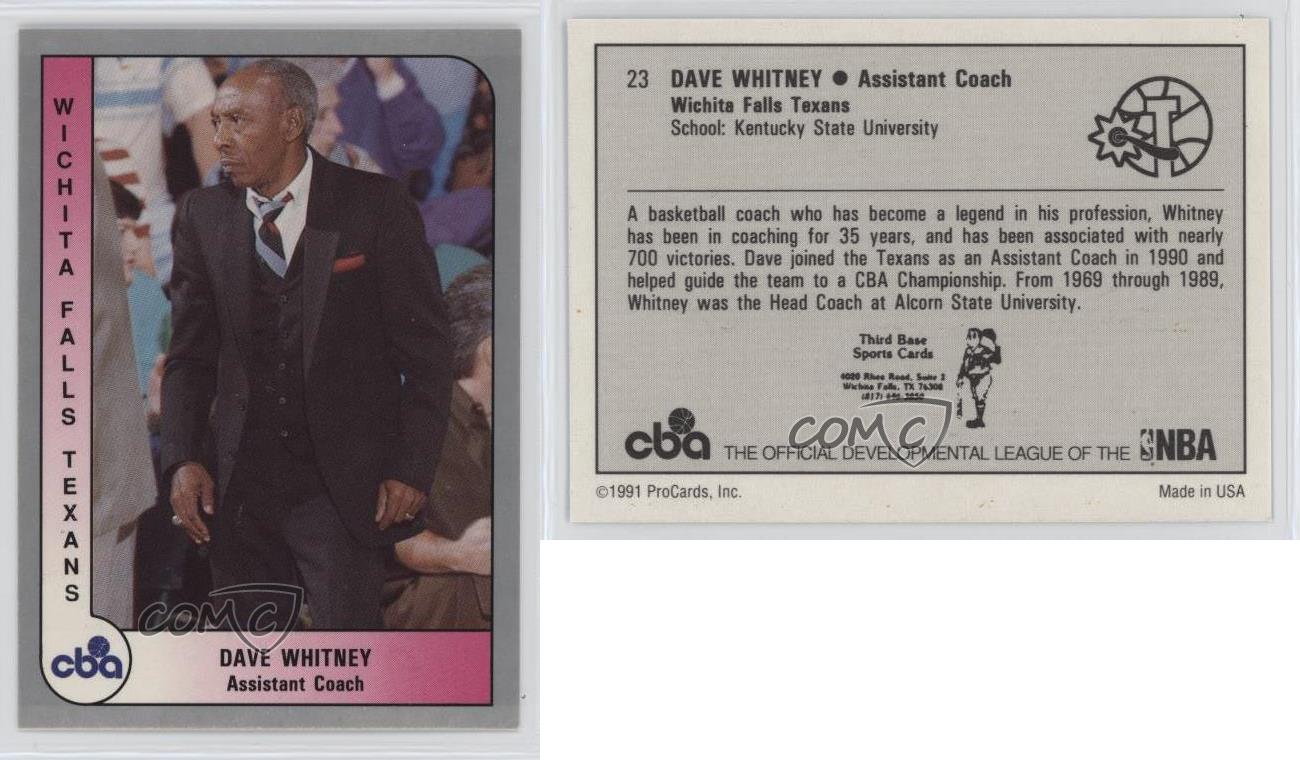 WICHITA FALLS TEXANS
COMC
cba
DAVE WHITNEY
Assistant Coach
23 DAVE WHITNEY ● Assistant Coach
Wichita Falls Texans
School: Kentucky State University
T
A basketball coach who has become a legend in his profession, Whitney
has been in coaching for 35 years, and has been associated with nearly
700 victories. Dave joined the Texans as an Assistant Coach in 1990 and
helped guide the team to a CBA Championship. From 1969 through 1989,
Whitney was the Head Coach at Alcorn State University.
Third Base
Sports Cards
Road, Suite 2
Wichita Falls, TX 76308
(817)
COMC
cba THE OFFICIAL DEVELOPMENTAL LEAGUE OF THE NBA
©1991 ProCards, Inc. Made in USA